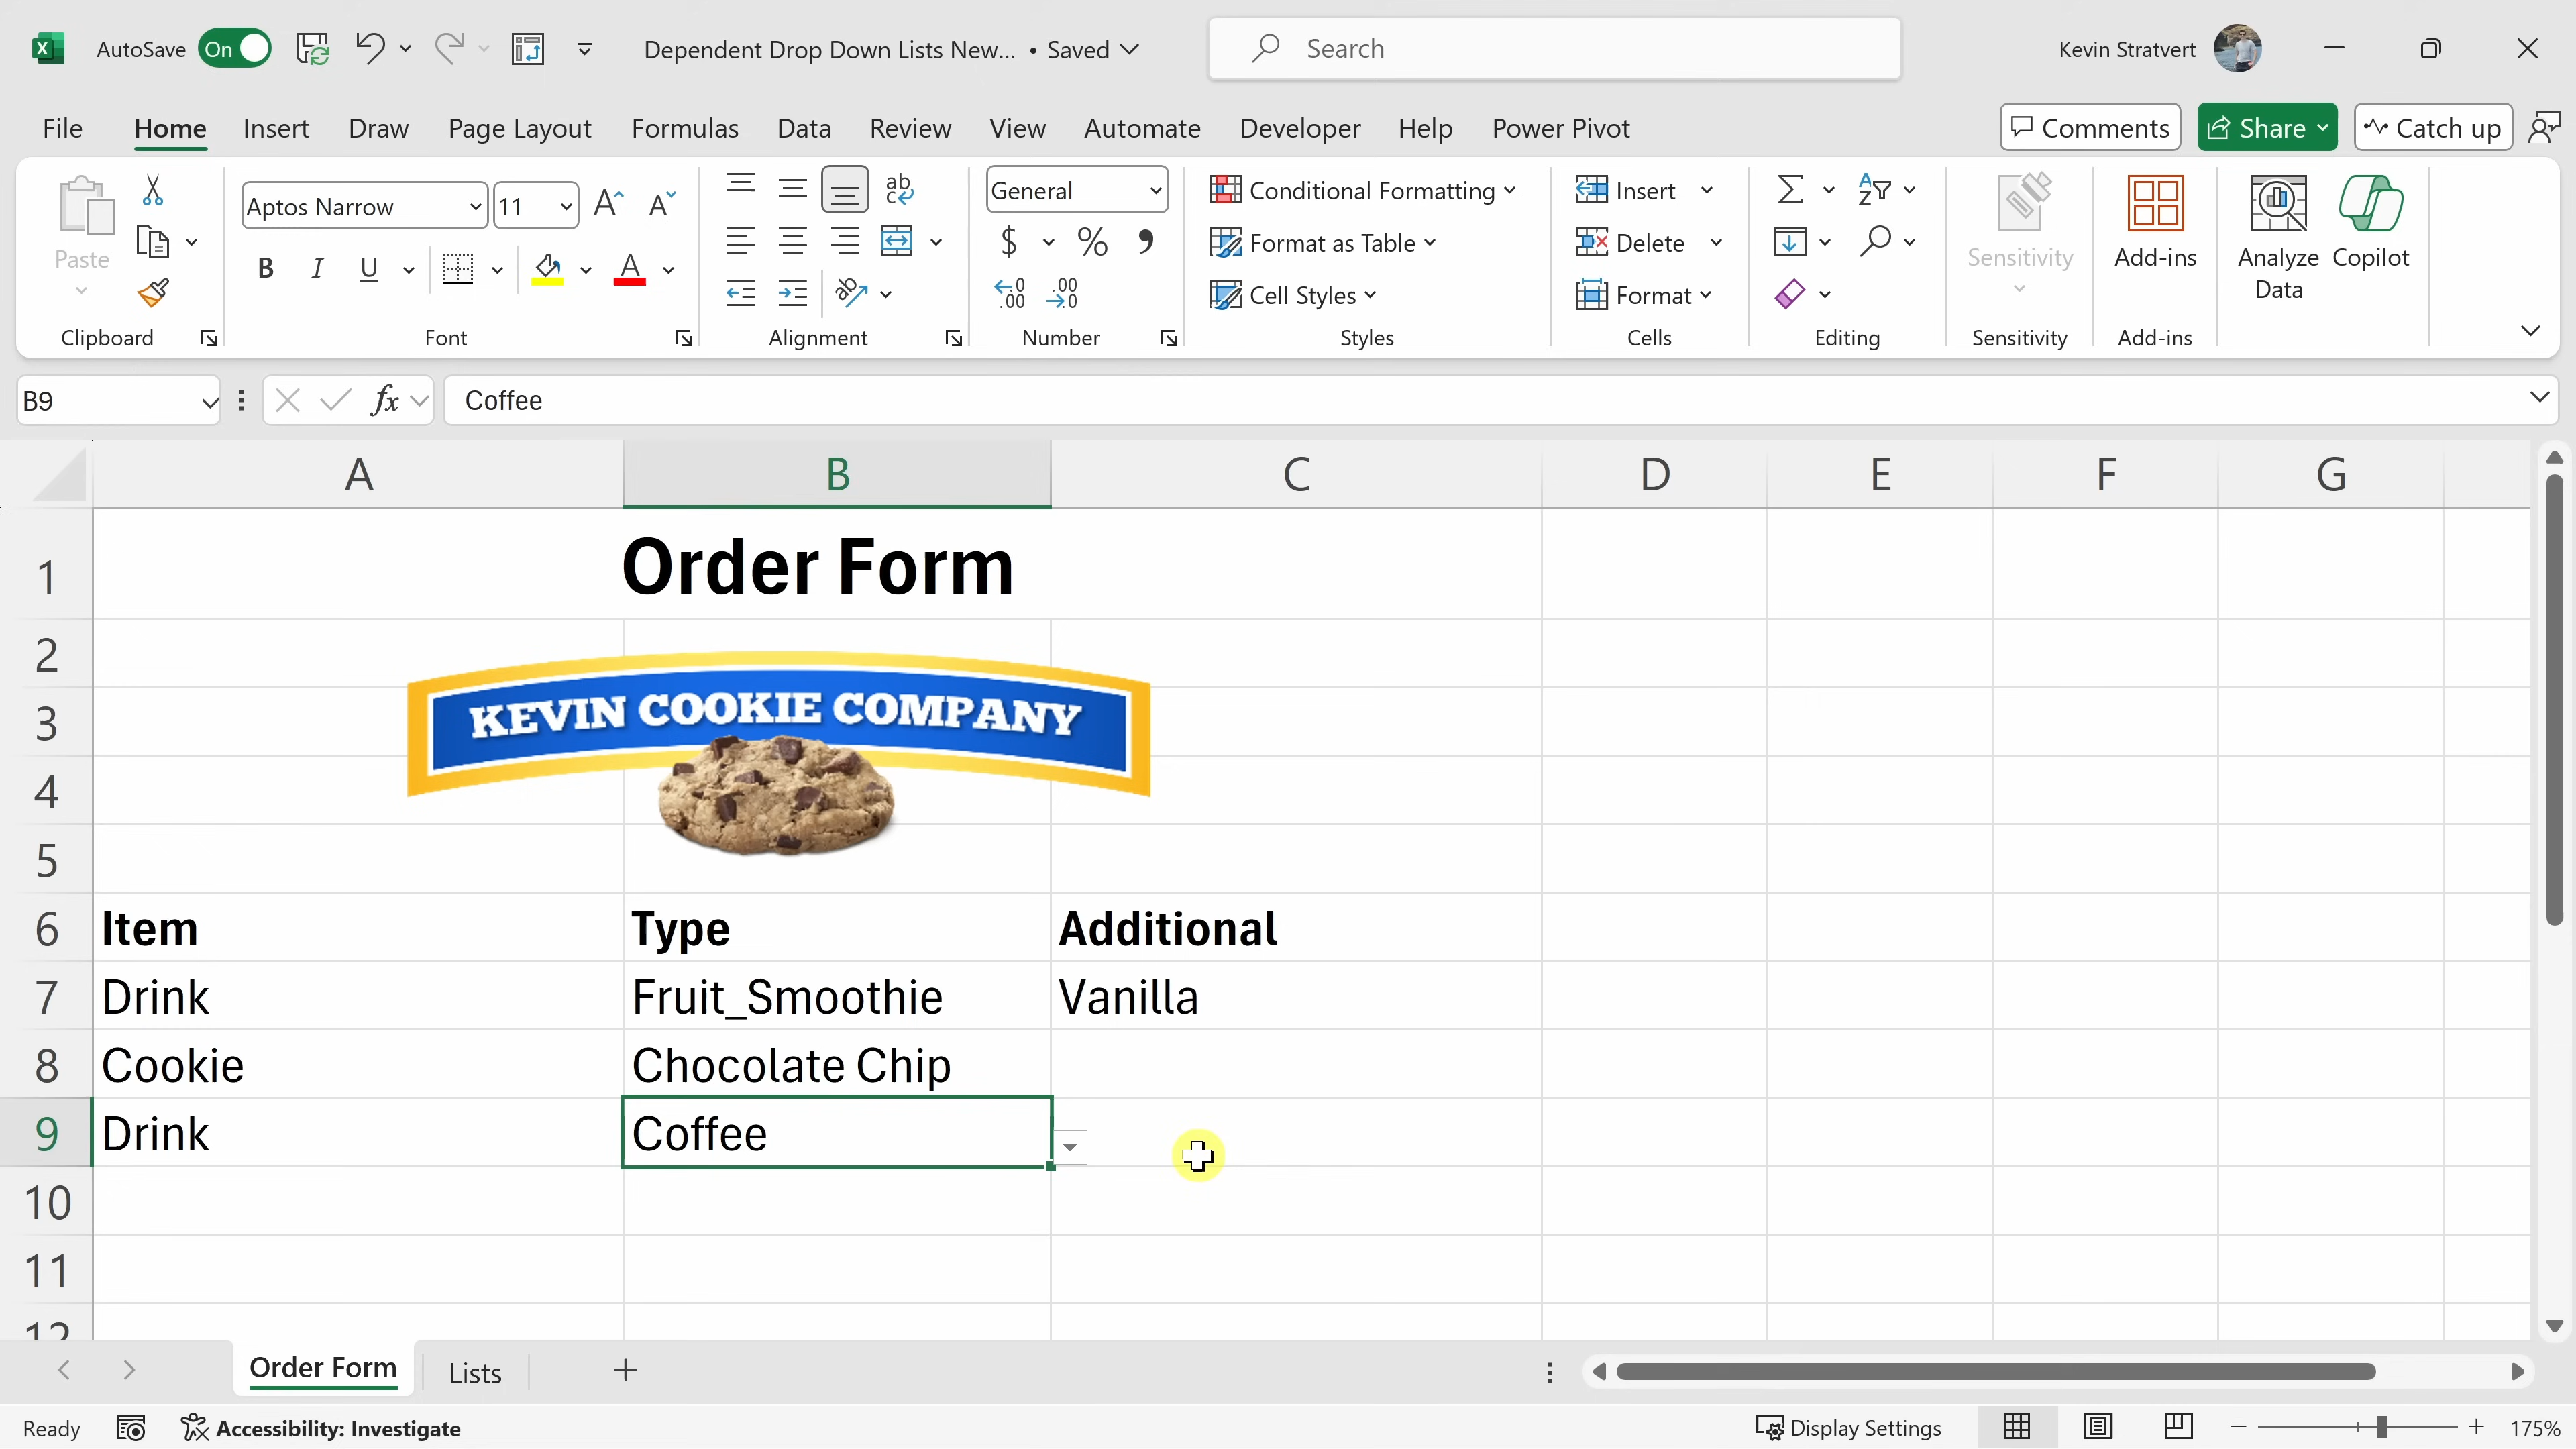 AutoSave On Dependent Drop Down Lists New... • Saved Search Kevin Stratvert
File Home Insert Draw Page Layout Formulas Data Review View Automate Developer Help Power Pivot Comments Share Catch up
Paste
Clipboard
Aptos Narrow 11
B I U A
Font
ab
Alignment
General
$ % 9
Number
Conditional Formatting
Format as Table
Cell Styles
Styles
Insert
Delete
Format
Cells
Editing
Sensitivity
Sensitivity
Add-ins
Add-ins
Analyze Data
Copilot
B9 fx Coffee
A B C D E F G
1 Order Form
2
3 KEVIN COOKIE COMPANY
4
5
6 Item Type Additional
7 Drink Fruit_Smoothie Vanilla
8 Cookie Chocolate Chip
9 Drink Coffee
10
11
12
Order Form Lists
Ready Accessibility: Investigate Display Settings 175%